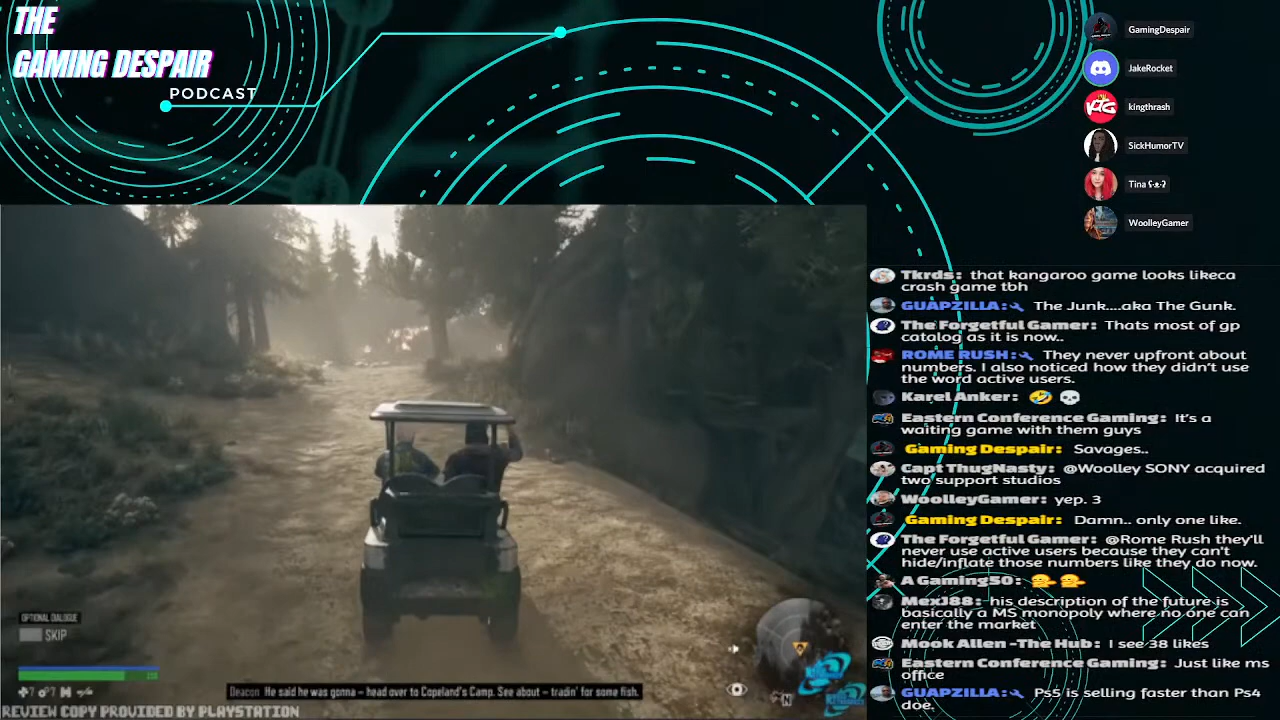 THE
GAMING DESPAIR
PODCAST
GamingDespair
JakeRocket
KTG
kingthrash
SickHumorTV
Tina ʕ·ᴥ·ʔ
WoolleyGamer
Tkrds: that kangaroo game looks likeca
crash game tbh
GUAPZILLA: The Junk....aka The Gunk.
The Forgetful Gamer: Thats most of gp
catalog as it is now..
ROME RUSH: They never upfront about
numbers. I also noticed how they didn't use
the word active users.
Karel Anker: 🤣 💀
Eastern Conference Gaming: It's a
waiting game with them guys
Gaming Despair: Savages..
Capt ThugNasty: @Woolley SONY acquired
two support studios
WoolleyGamer: yep. 3
Gaming Despair: Damn.. only one like.
The Forgetful Gamer: @Rome Rush they'll
never use active users because they can't
hide/inflate those numbers like they do now.
A Gaming50:
MexJ88: his description of the future is
basically a MS monopoly where no one can
enter the market
Mook Allen -The Hub: I see 38 likes
Eastern Conference Gaming: Just like ms
office
GUAPZILLA: Ps5 is selling faster than Ps4
doe.
OPTIONAL DIALOGUE
SKIP
N
Deacon: He said he was gonna – head over to Copeland's Camp. See about – tradin' for some fish.
REVIEW COPY PROVIDED BY PLAYSTATION